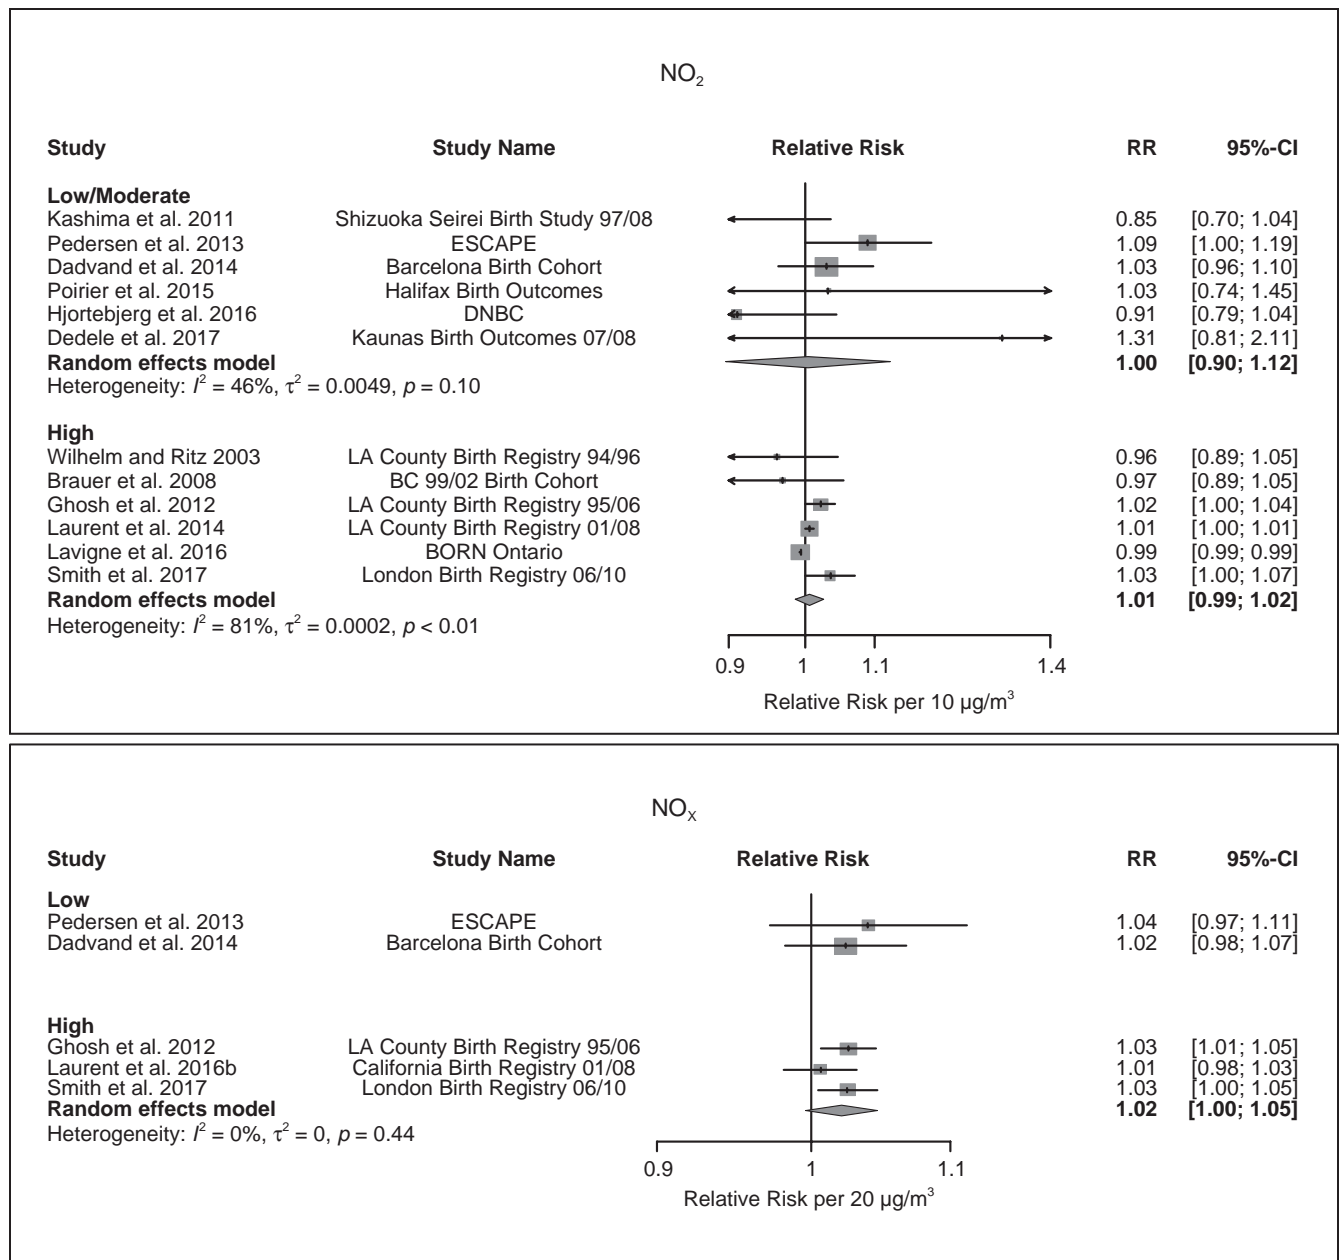 NO₂
Study Study Name Relative Risk RR 95%-CI
Low/Moderate
Kashima et al. 2011 Shizuoka Seirei Birth Study 97/08 0.85 [0.70; 1.04]
Pedersen et al. 2013 ESCAPE 1.09 [1.00; 1.19]
Dadvand et al. 2014 Barcelona Birth Cohort 1.03 [0.96; 1.10]
Poirier et al. 2015 Halifax Birth Outcomes 1.03 [0.74; 1.45]
Hjortebjerg et al. 2016 DNBC 0.91 [0.79; 1.04]
Dedele et al. 2017 Kaunas Birth Outcomes 07/08 1.31 [0.81; 2.11]
Random effects model 1.00 [0.90; 1.12]
Heterogeneity: I² = 46%, τ² = 0.0049, p = 0.10
High
Wilhelm and Ritz 2003 LA County Birth Registry 94/96 0.96 [0.89; 1.05]
Brauer et al. 2008 BC 99/02 Birth Cohort 0.97 [0.89; 1.05]
Ghosh et al. 2012 LA County Birth Registry 95/06 1.02 [1.00; 1.04]
Laurent et al. 2014 LA County Birth Registry 01/08 1.01 [1.00; 1.01]
Lavigne et al. 2016 BORN Ontario 0.99 [0.99; 0.99]
Smith et al. 2017 London Birth Registry 06/10 1.03 [1.00; 1.07]
Random effects model 1.01 [0.99; 1.02]
Heterogeneity: I² = 81%, τ² = 0.0002, p < 0.01
0.9 1 1.1 1.4
Relative Risk per 10 µg/m³
NOₓ
Study Study Name Relative Risk RR 95%-CI
Low
Pedersen et al. 2013 ESCAPE 1.04 [0.97; 1.11]
Dadvand et al. 2014 Barcelona Birth Cohort 1.02 [0.98; 1.07]
High
Ghosh et al. 2012 LA County Birth Registry 95/06 1.03 [1.01; 1.05]
Laurent et al. 2016b California Birth Registry 01/08 1.01 [0.98; 1.03]
Smith et al. 2017 London Birth Registry 06/10 1.03 [1.00; 1.05]
Random effects model 1.02 [1.00; 1.05]
Heterogeneity: I² = 0%, τ² = 0, p = 0.44
0.9 1 1.1
Relative Risk per 20 µg/m³